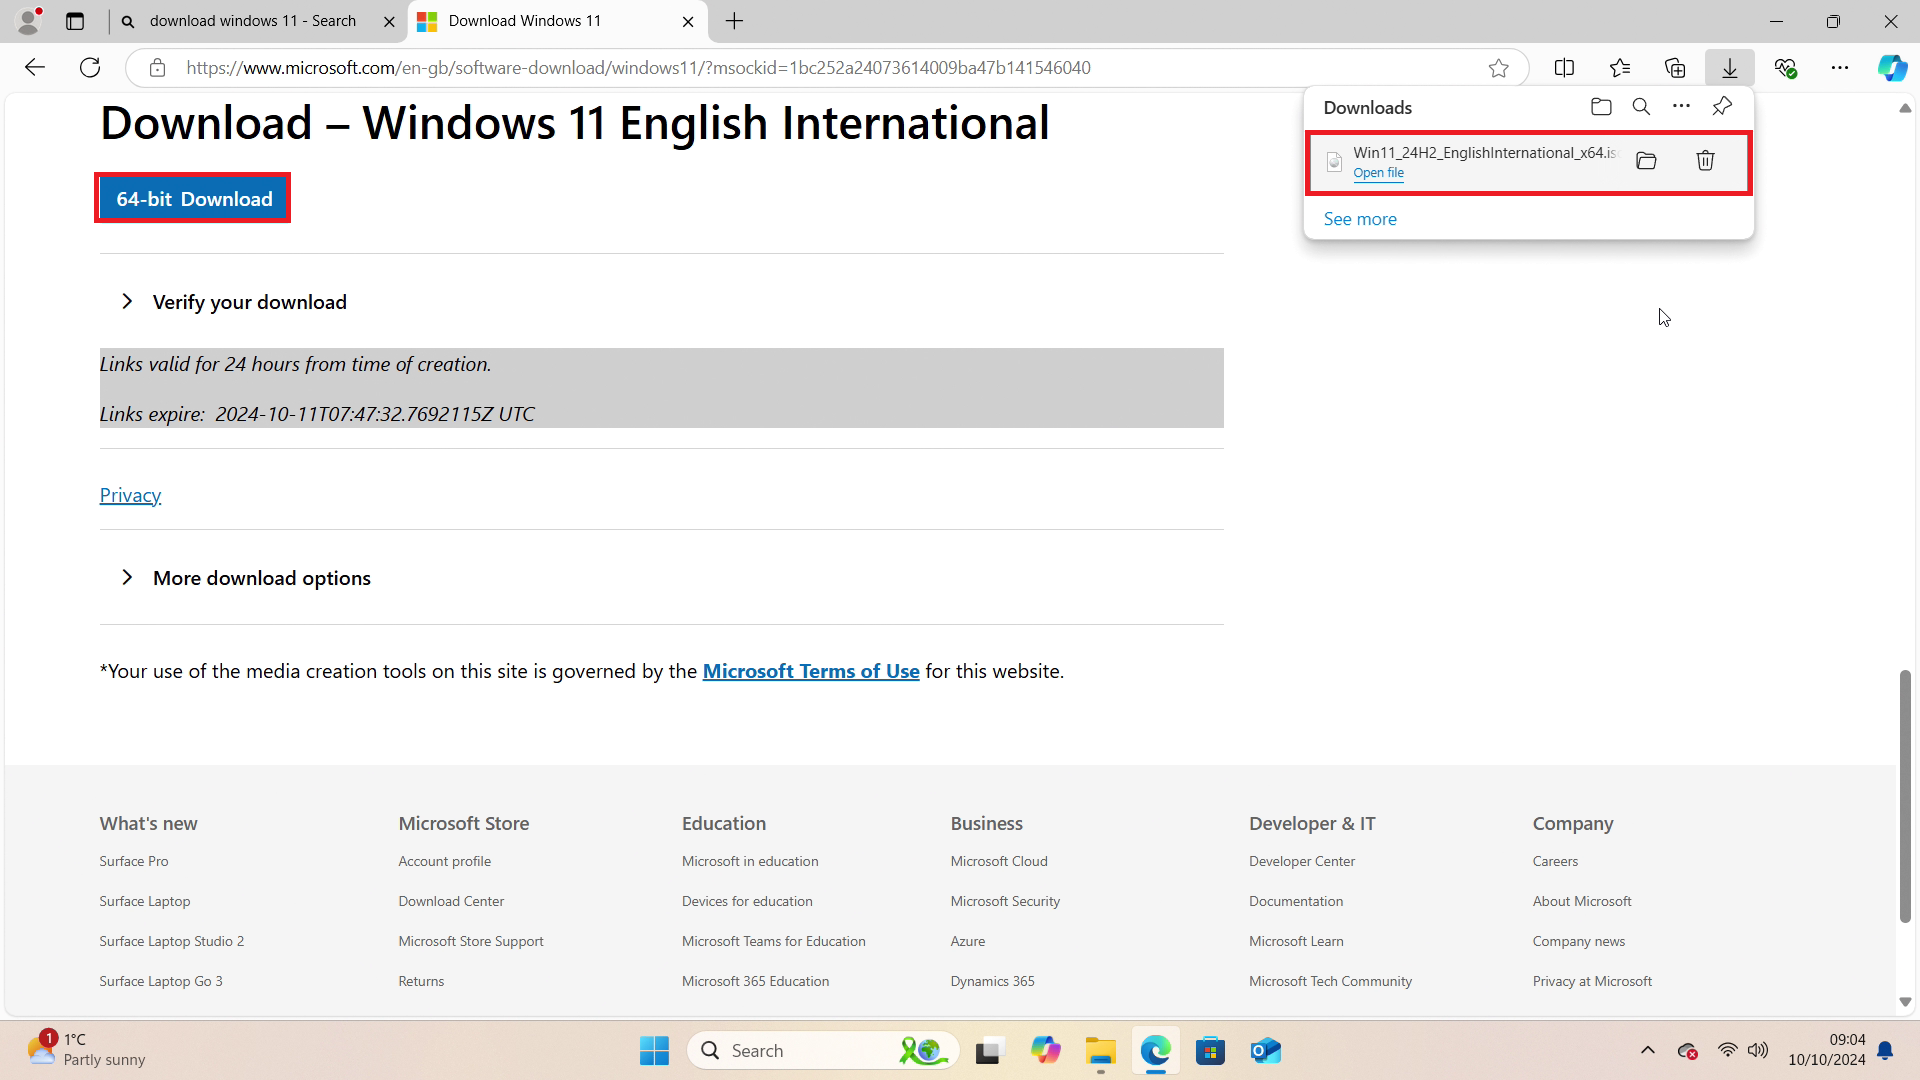 download windows 11 - Search
Download Windows 11
https://www.microsoft.com/en-gb/software-download/windows11/?msockid=1bc252a24073614009ba47b141546040
Download – Windows 11 English International
64-bit Download
Downloads
Win11_24H2_EnglishInternational_x64.iso
Open file
See more
Verify your download
Links valid for 24 hours from time of creation.
Links expire: 2024-10-11T07:47:32.7692115Z UTC
Privacy
More download options
*Your use of the media creation tools on this site is governed by the Microsoft Terms of Use for this website.
What's new
Surface Pro
Surface Laptop
Surface Laptop Studio 2
Surface Laptop Go 3
Microsoft Store
Account profile
Download Center
Microsoft Store Support
Returns
Education
Microsoft in education
Devices for education
Microsoft Teams for Education
Microsoft 365 Education
Business
Microsoft Cloud
Microsoft Security
Azure
Dynamics 365
Developer & IT
Developer Center
Documentation
Microsoft Learn
Microsoft Tech Community
Company
Careers
About Microsoft
Company news
Privacy at Microsoft
1
1°C
Partly sunny
Search
09:04
10/10/2024